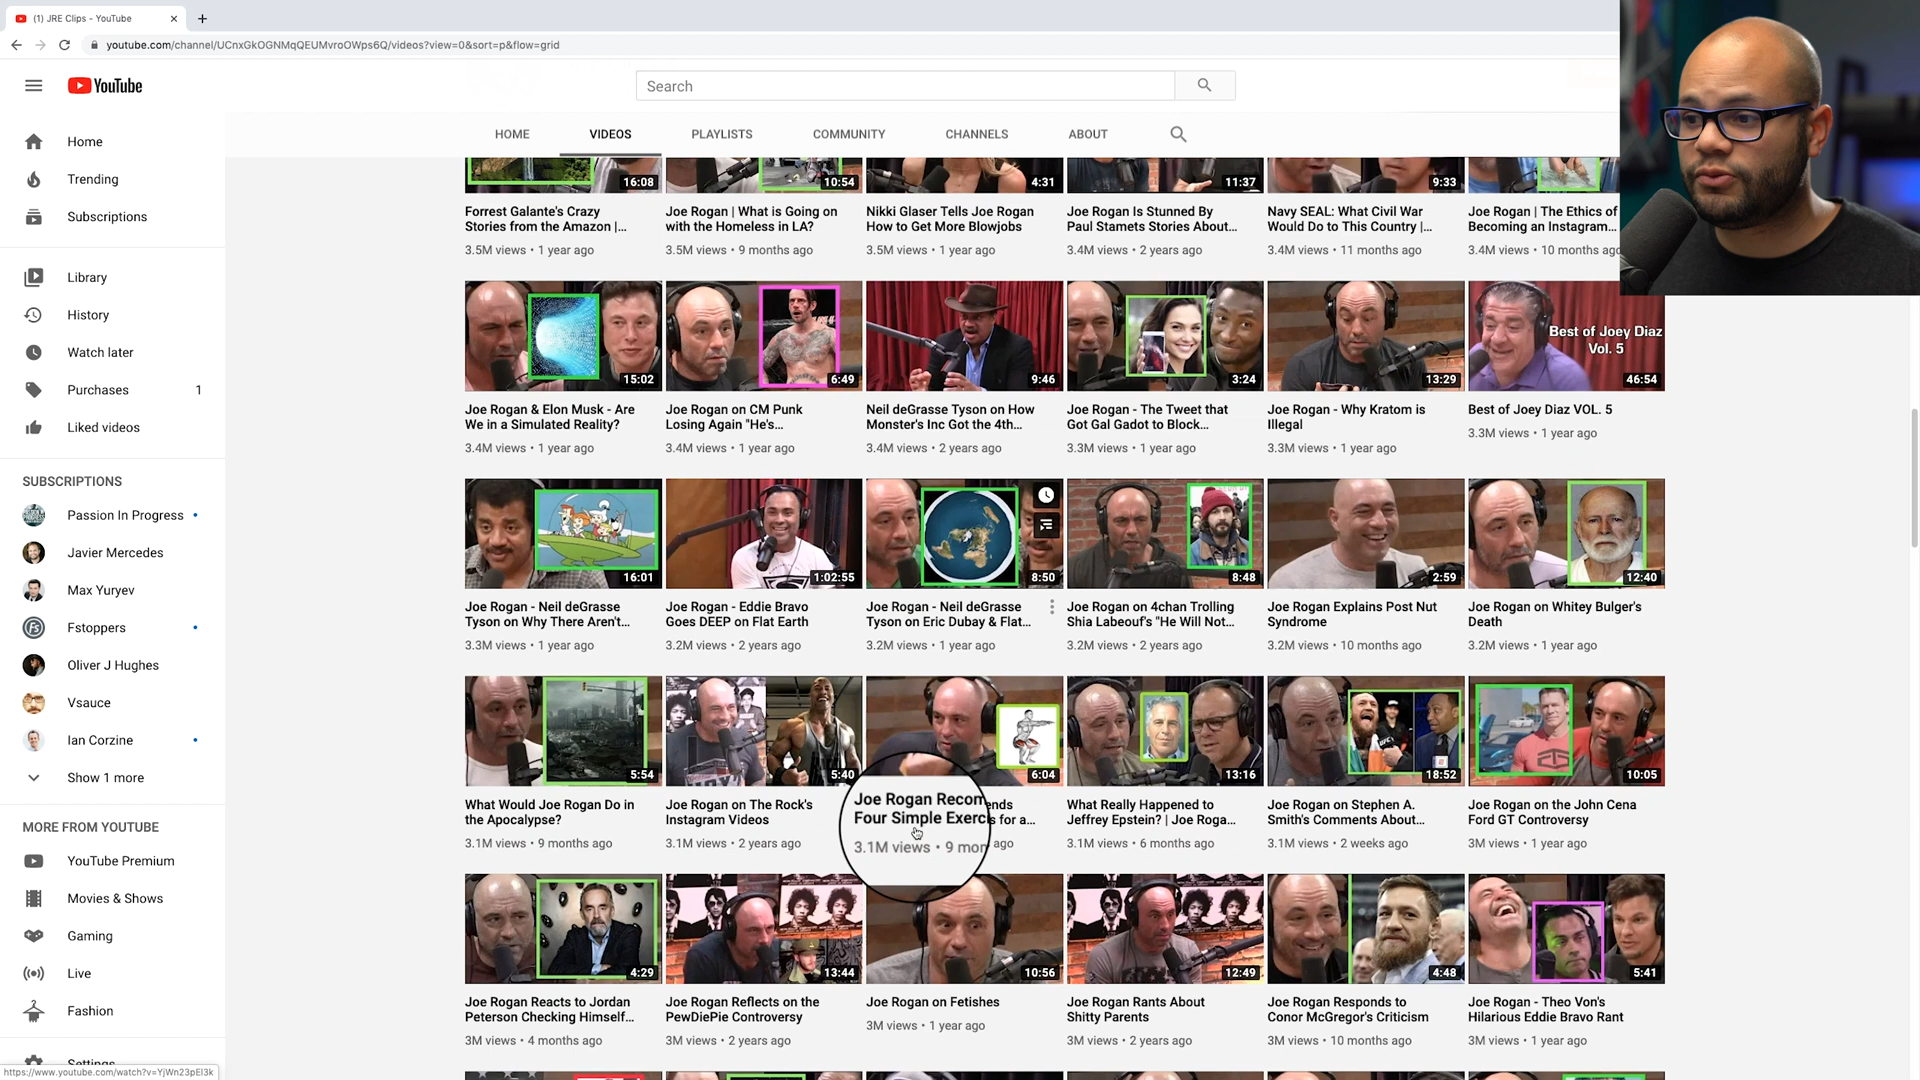 (1) JRE Clips - YouTube
youtube.com/channel/UCnxGkOGNMqQEUMvroOWps6Q/videos?view=0&sort=p&flow=grid
YouTube
Search
HOME
VIDEOS
PLAYLISTS
COMMUNITY
CHANNELS
ABOUT
Home
Trending
Subscriptions
Library
History
Watch later
Purchases 1
Liked videos
SUBSCRIPTIONS
Passion In Progress •
Javier Mercedes
Max Yuryev
Fstoppers •
Oliver J Hughes
Vsauce
Ian Corzine •
Show 1 more
MORE FROM YOUTUBE
YouTube Premium
Movies & Shows
Gaming
Live
Fashion
Settings
https://www.youtube.com/watch?v=YjWn23pEl3k
16:08
Forrest Galante's Crazy
Stories from the Amazon |...
3.5M views • 1 year ago
10:54
Joe Rogan | What is Going on
with the Homeless in LA?
3.5M views • 9 months ago
4:31
Nikki Glaser Tells Joe Rogan
How to Get More Blowjobs
3.5M views • 1 year ago
11:37
Joe Rogan Is Stunned By
Paul Stamets Stories About...
3.4M views • 2 years ago
9:33
Navy SEAL: What Civil War
Would Do to This Country |...
3.4M views • 11 months ago
Joe Rogan | The Ethics of
Becoming an Instagram...
3.4M views • 10 months
15:02
Joe Rogan & Elon Musk - Are
We in a Simulated Reality?
3.4M views • 1 year ago
6:49
Joe Rogan on CM Punk
Losing Again "He's...
3.4M views • 1 year ago
9:46
Neil deGrasse Tyson on How
Monster's Inc Got the 4th...
3.4M views • 2 years ago
3:24
Joe Rogan - The Tweet that
Got Gal Gadot to Block...
3.3M views • 1 year ago
13:29
Joe Rogan - Why Kratom is
Illegal
3.3M views • 1 year ago
Best of Joey Diaz
Vol. 5
46:54
Best of Joey Diaz VOL. 5
3.3M views • 1 year ago
16:01
Joe Rogan - Neil deGrasse
Tyson on Why There Aren't...
3.3M views • 1 year ago
1:02:55
Joe Rogan - Eddie Bravo
Goes DEEP on Flat Earth
3.2M views • 2 years ago
8:50
Joe Rogan - Neil deGrasse
Tyson on Eric Dubay & Flat...
3.2M views • 1 year ago
8:48
Joe Rogan on 4chan Trolling
Shia Labeouf's "He Will Not...
3.2M views • 2 years ago
2:59
Joe Rogan Explains Post Nut
Syndrome
3.2M views • 10 months ago
12:40
Joe Rogan on Whitey Bulger's
Death
3.2M views • 1 year ago
5:54
What Would Joe Rogan Do in
the Apocalypse?
3.1M views • 9 months ago
5:40
Joe Rogan on The Rock's
Instagram Videos
3.1M views • 2 years ago
6:04
Joe Rogan Recom ends
Four Simple Exerci s for a...
3.1M views • 9 mon ago
13:16
What Really Happened to
Jeffrey Epstein? | Joe Roga...
3.1M views • 6 months ago
18:52
Joe Rogan on Stephen A.
Smith's Comments About...
3.1M views • 2 weeks ago
10:05
Joe Rogan on the John Cena
Ford GT Controversy
3M views • 1 year ago
4:29
Joe Rogan Reacts to Jordan
Peterson Checking Himself...
3M views • 4 months ago
13:44
Joe Rogan Reflects on the
PewDiePie Controversy
3M views • 2 years ago
10:56
Joe Rogan on Fetishes
3M views • 1 year ago
12:49
Joe Rogan Rants About
Shitty Parents
3M views • 2 years ago
4:48
Joe Rogan Responds to
Conor McGregor's Criticism
3M views • 10 months ago
5:41
Joe Rogan - Theo Von's
Hilarious Eddie Bravo Rant
3M views • 1 year ago